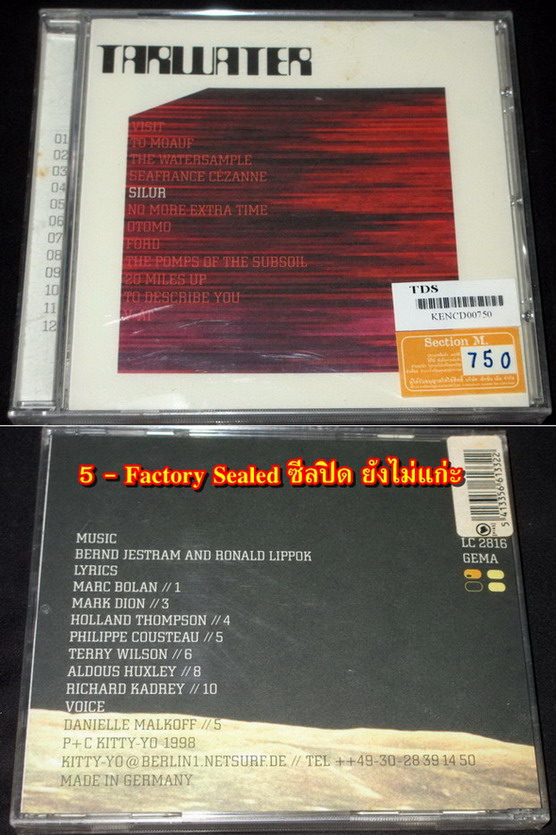 TARWATER
01 VISIT
02 TO MOAUF
03 THE WATERSAMPLE
04 SEAFRANCE CÉZANNE
05 SILUR
06 NO MORE EXTRA TIME
07 OTOMO
08 FORD
09 THE POMPS OF THE SUBSOIL
10 20 MILES UP
11 TO DESCRIBE YOU
12
TDS
KENCD00750
Section M.
750
5 - Factory Sealed ซีลปิด ยังไม่แก่ะ
5 413356 613322
LC 2816
GEMA
MUSIC
BERND JESTRAM AND RONALD LIPPOK
LYRICS
MARC BOLAN // 1
MARK DION // 3
HOLLAND THOMPSON // 4
PHILIPPE COUSTEAU // 5
TERRY WILSON // 6
ALDOUS HUXLEY // 8
RICHARD KADREY // 10
VOICE
DANIELLE MALKOFF // 5
P+C KITTY-YO 1998
KITTY-YO@BERLIN1.NETSURF.DE // TEL ++49-30-28 39 14 50
MADE IN GERMANY